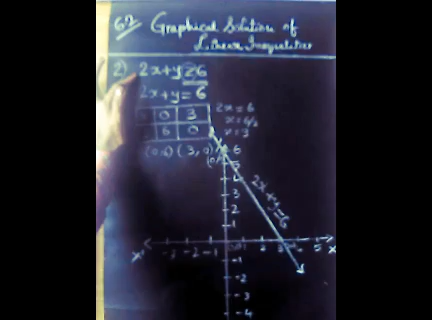 6.2 Graphical Solution of
Linear Inequalities
2) 2x+y≥6
2x+y=6
0 3
6 0
2x=6
x=6/2
x=3
(0,6) (3,0)
2x+y=6
6
5
4
3
2
1
X' -3 -2 -1 1 2 5 X
-1
-2
-3
-4